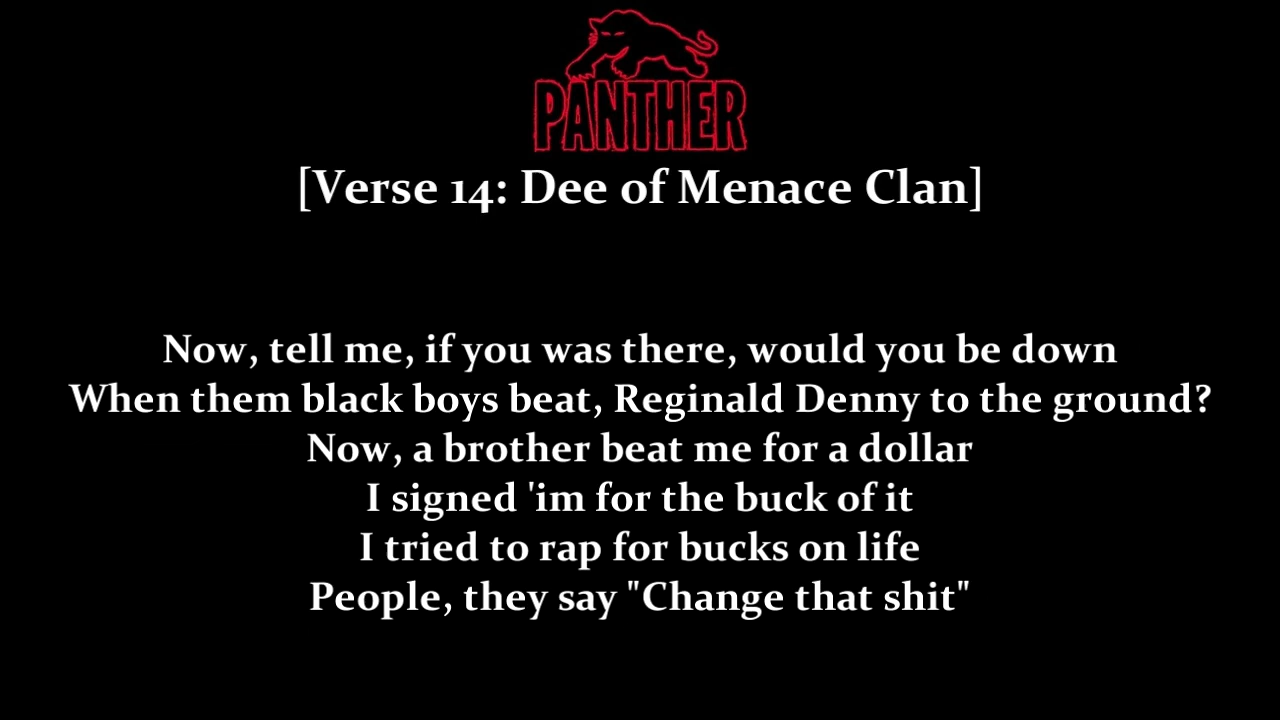 PANTHER
[Verse 14: Dee of Menace Clan]
Now, tell me, if you was there, would you be down
When them black boys beat, Reginald Denny to the ground?
Now, a brother beat me for a dollar
I signed 'im for the buck of it
I tried to rap for bucks on life
People, they say "Change that shit"